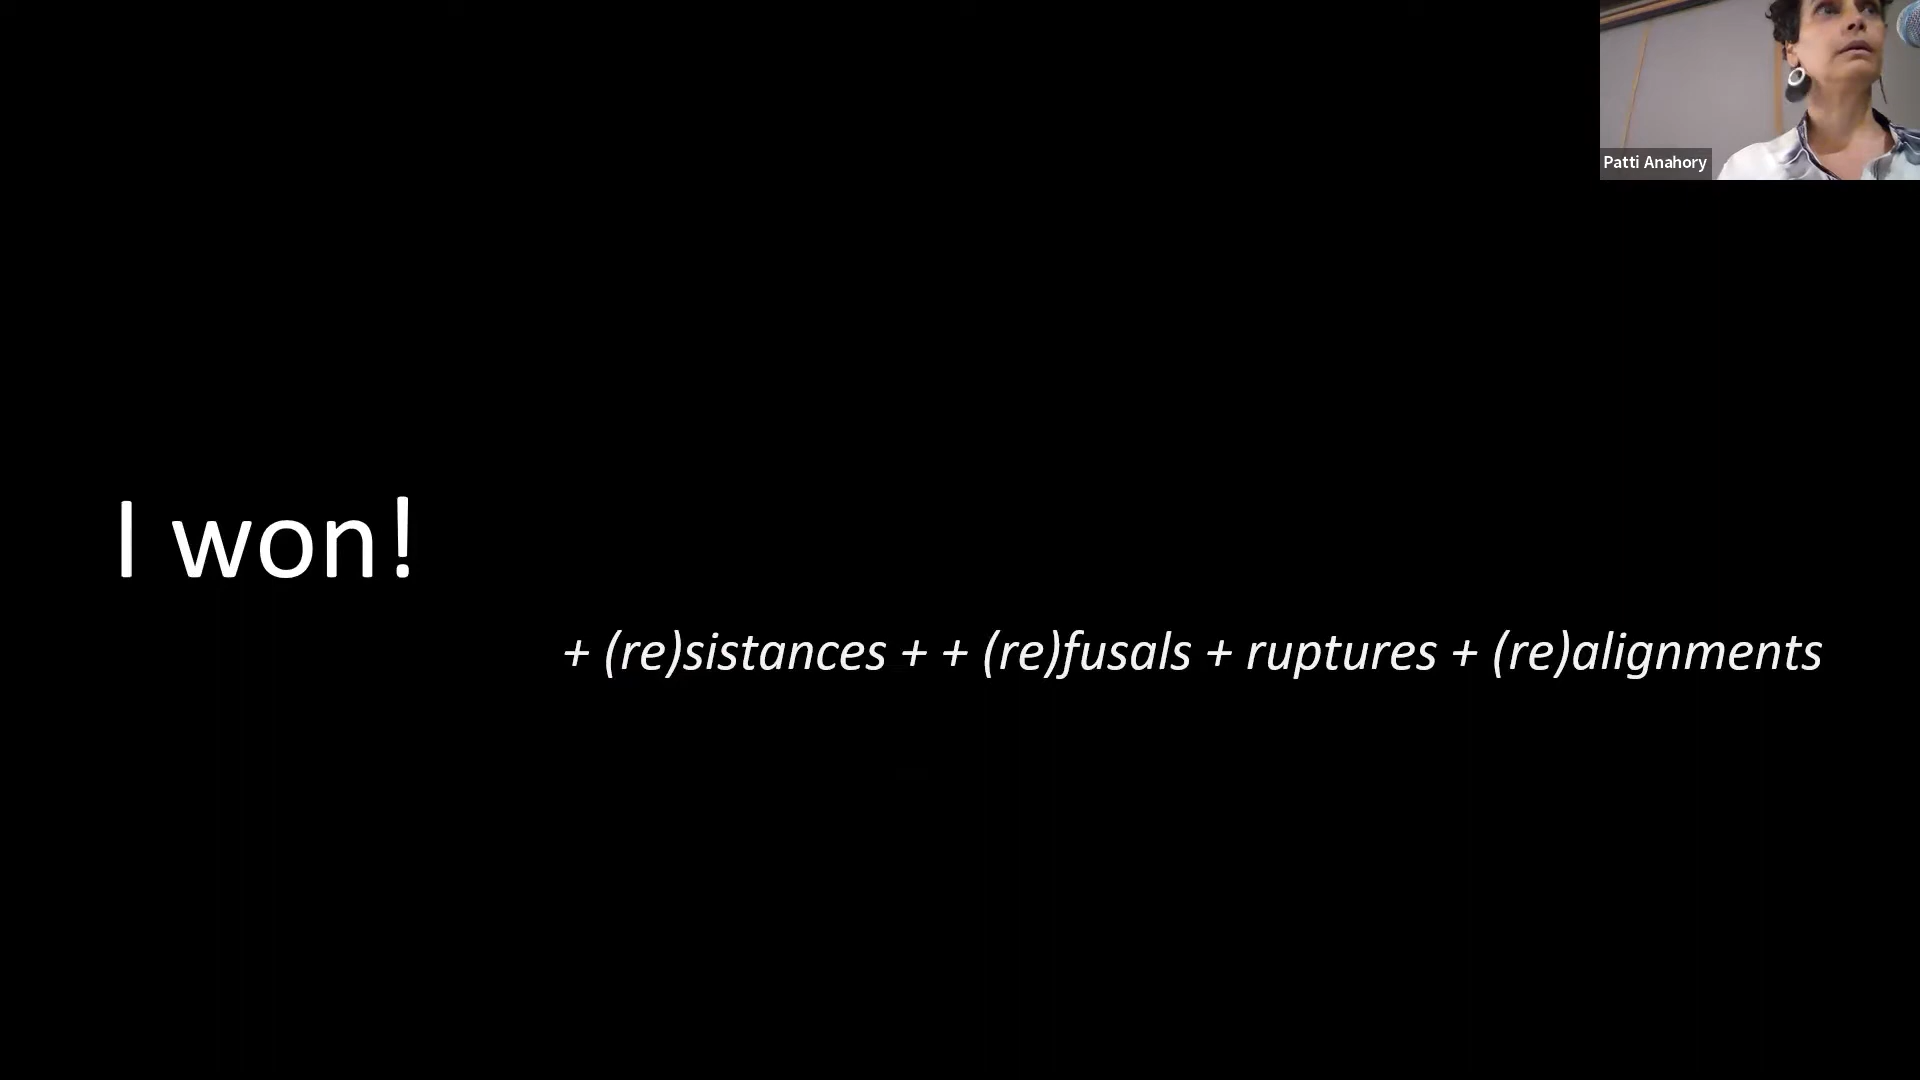 Patti Anahory
I won!
+ (re)sistances + + (re)fusals + ruptures + (re)alignments